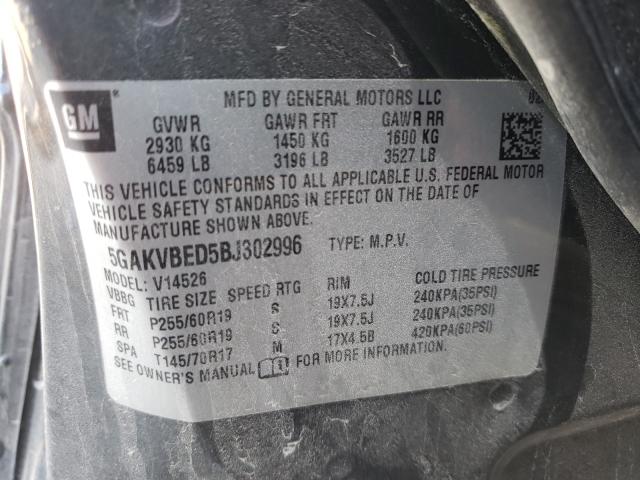 GM
MFD BY GENERAL MOTORS LLC
GVWR GAWR FRT GAWR RR
2930 KG 1450 KG 1600 KG
6459 LB 3196 LB 3527 LB
THIS VEHICLE CONFORMS TO ALL APPLICABLE U.S. FEDERAL MOTOR
VEHICLE SAFETY STANDARDS IN EFFECT ON THE DATE OF
MANUFACTURE SHOWN ABOVE.
5GAKVBED5BJ302996 TYPE: M.P.V.
MODEL: V14526
VBBG TIRE SIZE SPEED RTG RIM COLD TIRE PRESSURE
FRT P255/60R19 S 19X7.5J 240KPA(35PSI)
RR P255/60R19 S 19X7.5J 240KPA(35PSI)
SPA T145/70R17 M 17X4.5B 420KPA(60PSI)
SEE OWNER'S MANUAL FOR MORE INFORMATION.